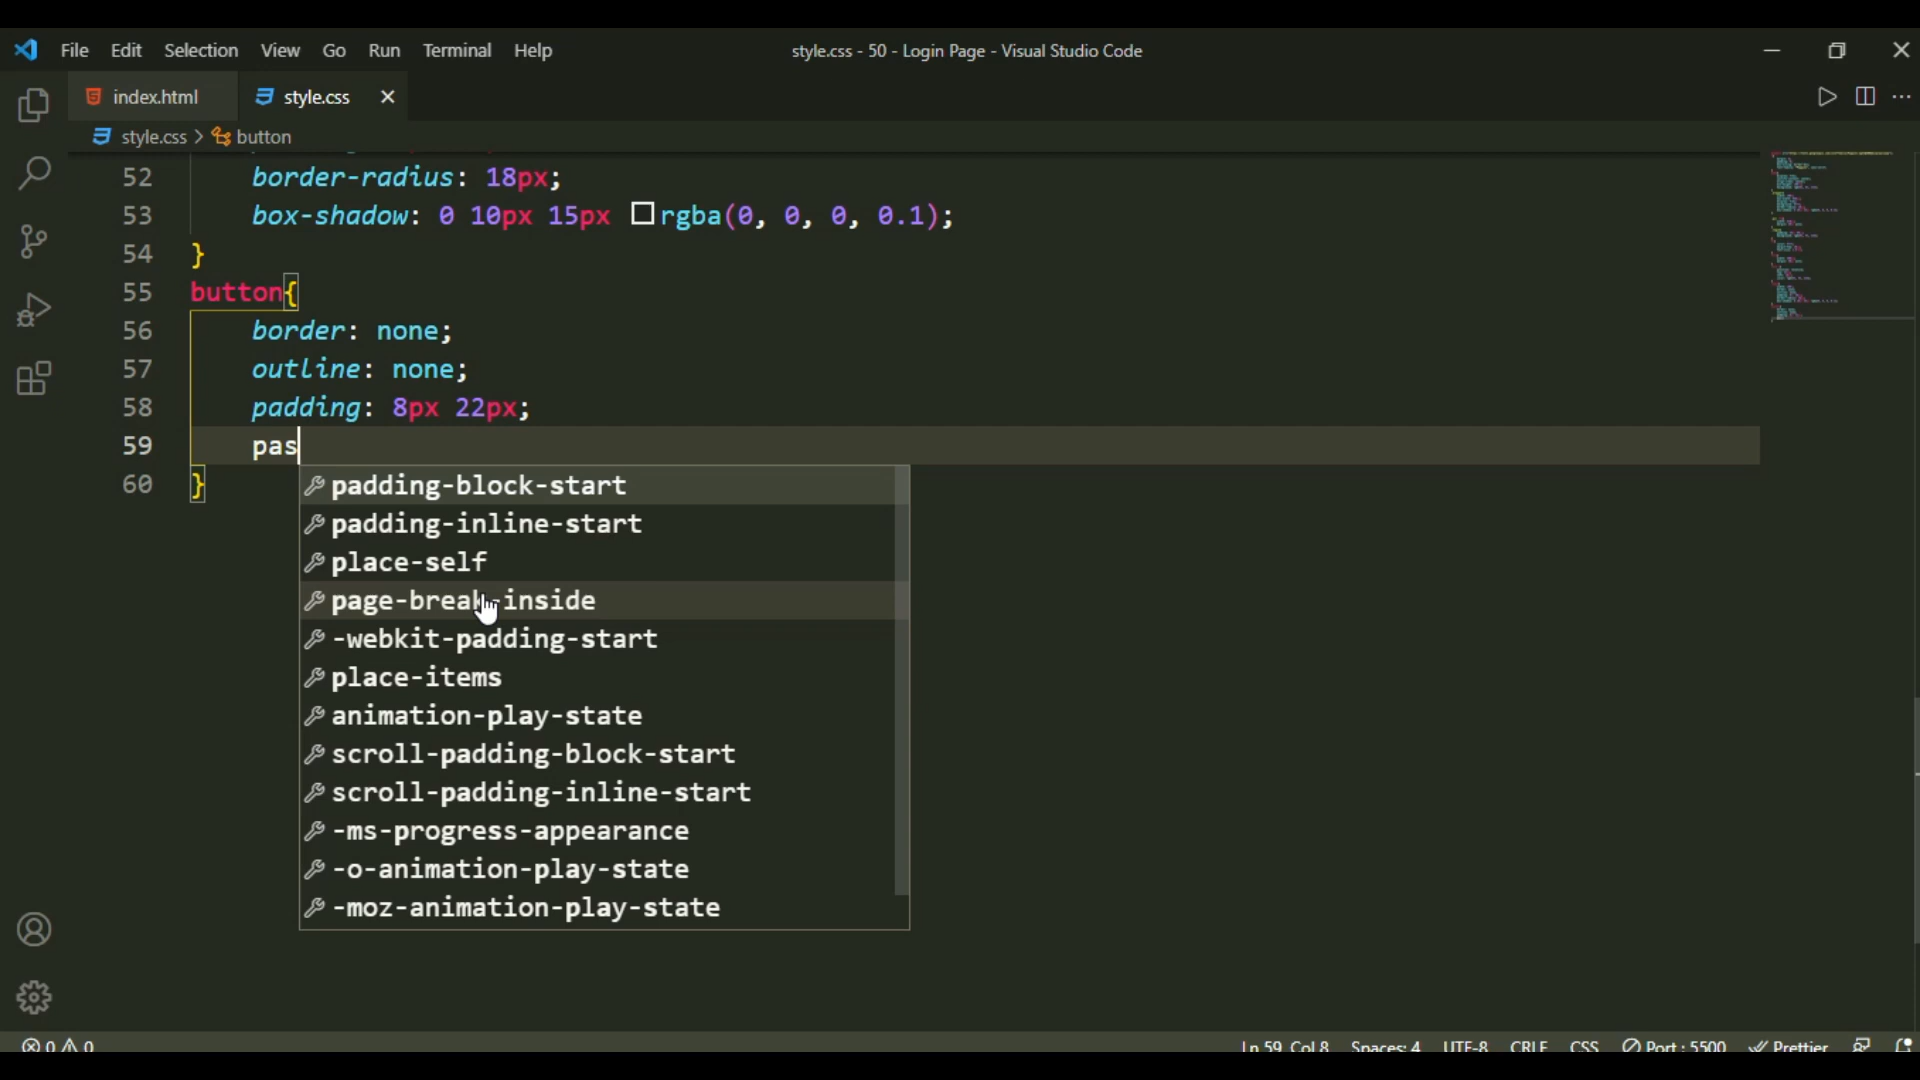 File Edit Selection View Go Run Terminal Help style.css - 50 - Login Page - Visual Studio Code
index.html style.css
style.css > button
52 border-radius: 18px;
53 box-shadow: 0 10px 15px rgba(0, 0, 0, 0.1);
54 }
55 button{
56 border: none;
57 outline: none;
58 padding: 8px 22px;
59 pas
60 }
padding-block-start
padding-inline-start
place-self
page-break-inside
-webkit-padding-start
place-items
animation-play-state
scroll-padding-block-start
scroll-padding-inline-start
-ms-progress-appearance
-o-animation-play-state
-moz-animation-play-state
0 0 Ln 59, Col 8 Spaces: 4 UTF-8 CRLF CSS Port : 5500 Prettier